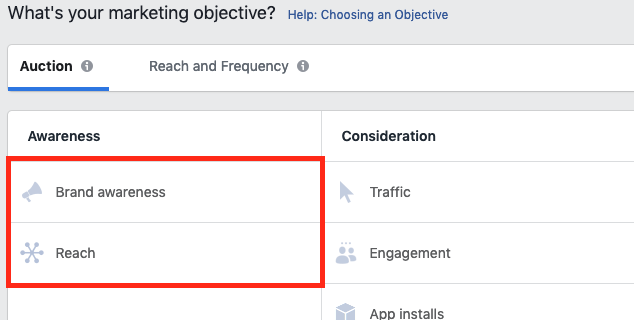 What's your marketing objective? Help: Choosing an Objective
Auction Reach and Frequency
Awareness Consideration
Brand awareness Traffic
Reach Engagement
App installs